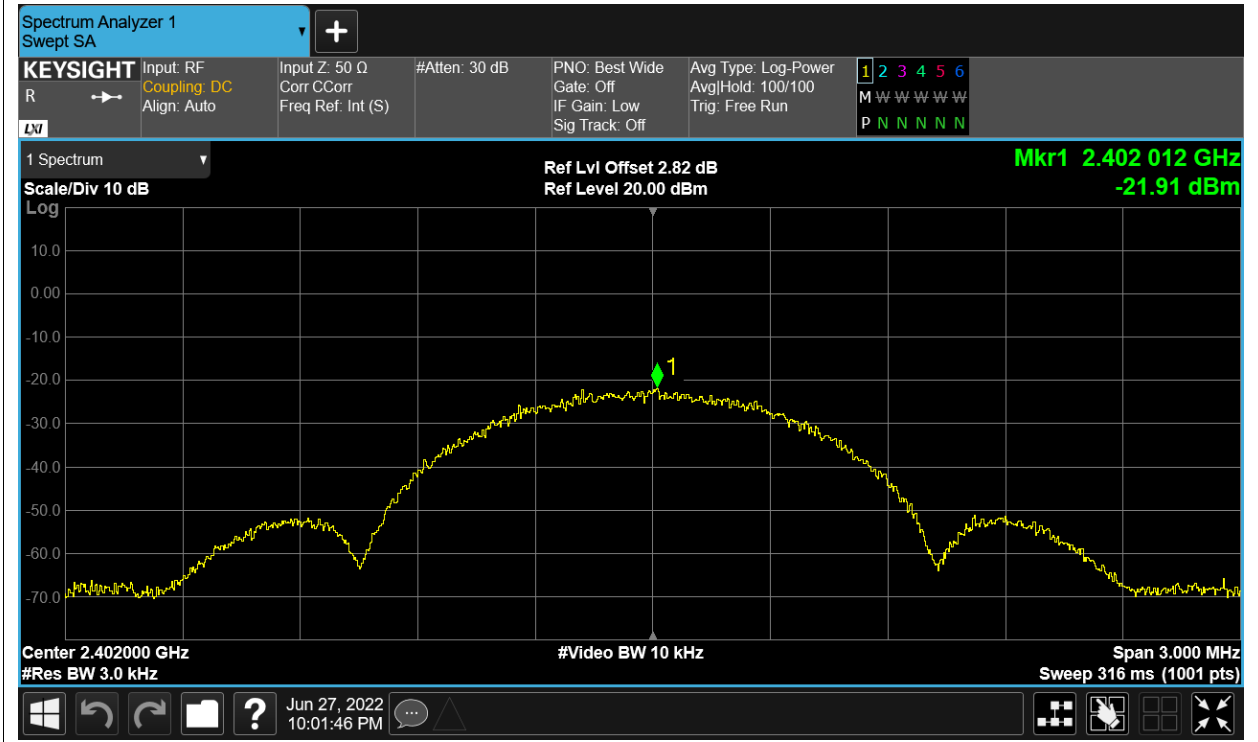 Spectrum Analyzer 1
Swept SA
KEYSIGHT
R
LXI
Input: RF
Coupling: DC
Align: Auto
Input Z: 50 Ω
Corr CCorr
Freq Ref: Int (S)
#Atten: 30 dB
PNO: Best Wide
Gate: Off
IF Gain: Low
Sig Track: Off
Avg Type: Log-Power
Avg|Hold: 100/100
Trig: Free Run
1 2 3 4 5 6
M W W W W W W
P N N N N N N
1 Spectrum
Scale/Div 10 dB
Log
Ref Lvl Offset 2.82 dB
Ref Level 20.00 dBm
Mkr1 2.402 012 GHz
-21.91 dBm
10.0
0.00
-10.0
1
-20.0
-30.0
-40.0
-50.0
-60.0
-70.0
Center 2.402000 GHz
#Res BW 3.0 kHz
#Video BW 10 kHz
Span 3.000 MHz
Sweep 316 ms (1001 pts)
?
Jun 27, 2022
10:01:46 PM